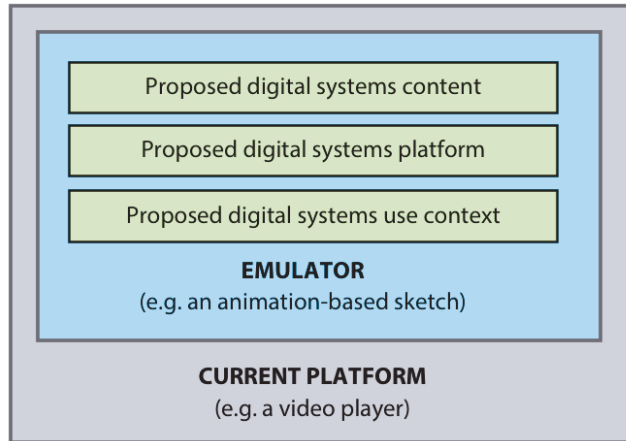 Proposed digital systems content
Proposed digital systems platform
Proposed digital systems use context
EMULATOR
(e.g. an animation-based sketch)
CURRENT PLATFORM
(e.g. a video player)